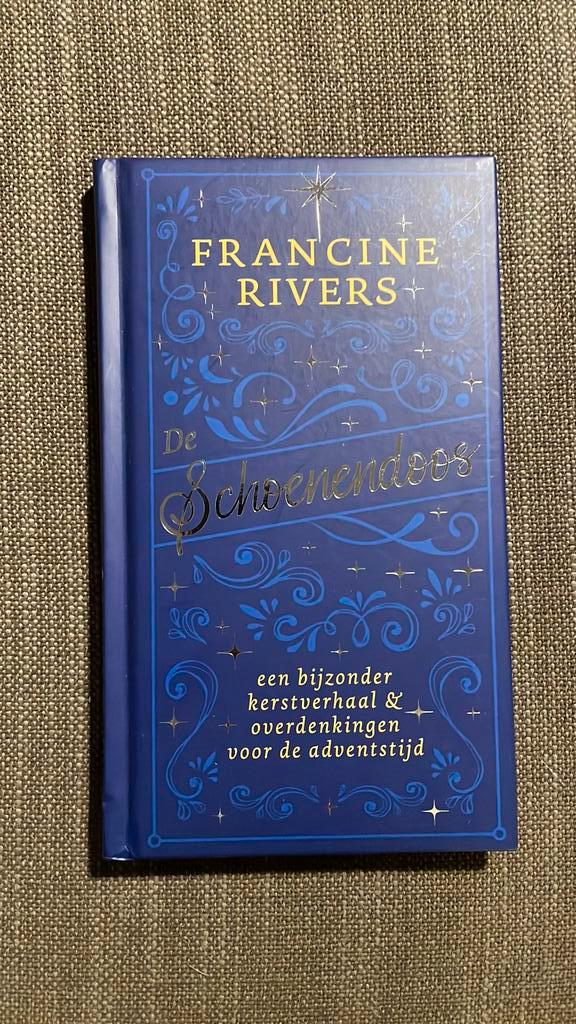 FRANCINE
RIVERS
De
Schoenendoos
een bijzonder
kerstverhaal &
overdenkingen
voor de adventstijd